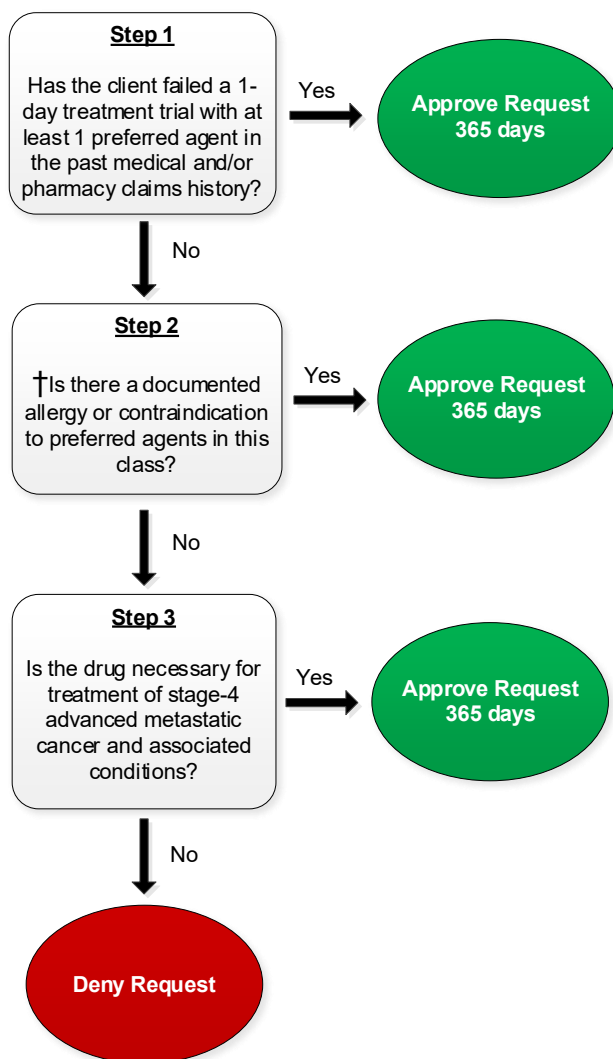 Step 1
Has the client failed a 1-
day treatment trial with at
least 1 preferred agent in
the past medical and/or
pharmacy claims history?
Yes
Approve Request
365 days
No
Step 2
†Is there a documented
allergy or contraindication
to preferred agents in this
class?
Yes
Approve Request
365 days
No
Step 3
Is the drug necessary for
treatment of stage-4
advanced metastatic
cancer and associated
conditions?
Yes
Approve Request
365 days
No
Deny Request